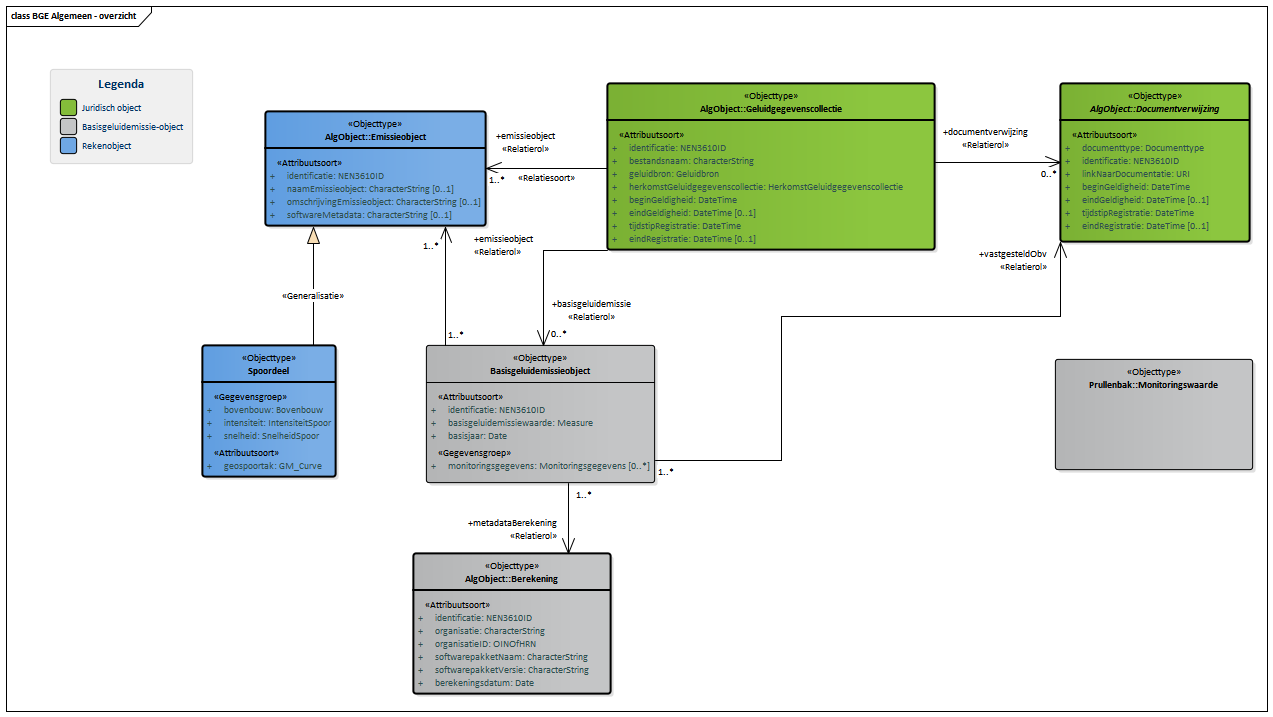 class BGE Algemeen - overzicht
Legenda
Juridisch object
Basisgeluidemissie-object
Rekenobject
«Objecttype»
AlgObject::Emissieobject
«Attribuutsoort»
+ identificatie: NEN3610ID
+ naamEmissieobject: CharacterString [0..1]
+ omschrijvingEmissieobject: CharacterString [0..1]
+ softwareMetadata: CharacterString [0..1]
+emissieobject
«Relatierol»
1..*
«Relatiesoort»
«Objecttype»
AlgObject::Geluidgegevenscollectie
«Attribuutsoort»
+ identificatie: NEN3610ID
+ bestandsnaam: CharacterString
+ geluidbron: Geluidbron
+ herkomstGeluidgegevenscollectie: HerkomstGeluidgegevenscollectie
+ beginGeldigheid: DateTime
+ eindGeldigheid: DateTime [0..1]
+ tijdstipRegistratie: DateTime
+ eindRegistratie: DateTime [0..1]
+documentverwijzing
«Relatierol»
0..*
«Objecttype»
AlgObject::Documentverwijzing
«Attribuutsoort»
+ documenttype: Documenttype
+ identificatie: NEN3610ID
+ linkNaarDocumentatie: URI
+ beginGeldigheid: DateTime
+ eindGeldigheid: DateTime [0..1]
+ tijdstipRegistratie: DateTime
+ eindRegistratie: DateTime [0..1]
1..*
+emissieobject
«Relatierol»
+vastgesteldObv
«Relatierol»
«Generalisatie»
+basisgeluidemissie
«Relatierol»
1..*
0..*
«Objecttype»
Spoordeel
«Gegevensgroep»
+ bovenbouw: Bovenbouw
+ intensiteit: IntensiteitSpoor
+ snelheid: SnelheidSpoor
«Attribuutsoort»
+ geospoortak: GM_Curve
«Objecttype»
Basisgeluidemissieobject
«Attribuutsoort»
+ identificatie: NEN3610ID
+ basisgeluidemissiewaarde: Measure
+ basisjaar: Date
«Gegevensgroep»
+ monitoringsgegevens: Monitoringsgegevens [0..*]
1..*
«Objecttype»
Prullenbak::Monitoringswaarde
1..*
+metadataBerekening
«Relatierol»
«Objecttype»
AlgObject::Berekening
«Attribuutsoort»
+ identificatie: NEN3610ID
+ organisatie: CharacterString
+ organisatieID: OINOfHRN
+ softwarepakketNaam: CharacterString
+ softwarepakketVersie: CharacterString
+ berekeningsdatum: Date